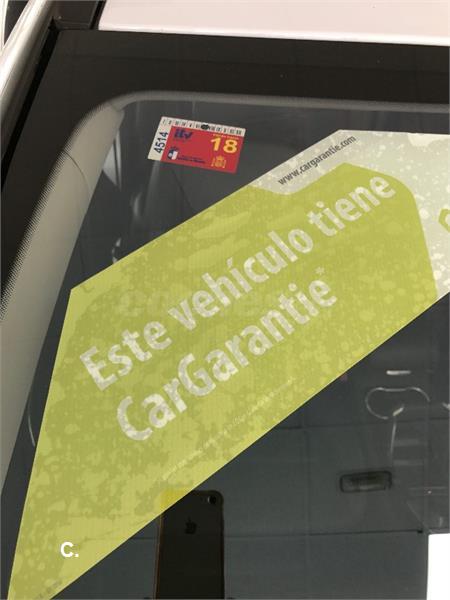 4514
itv
18
www.cargarantie.com
Este vehículo tiene
CarGarantie*
C.